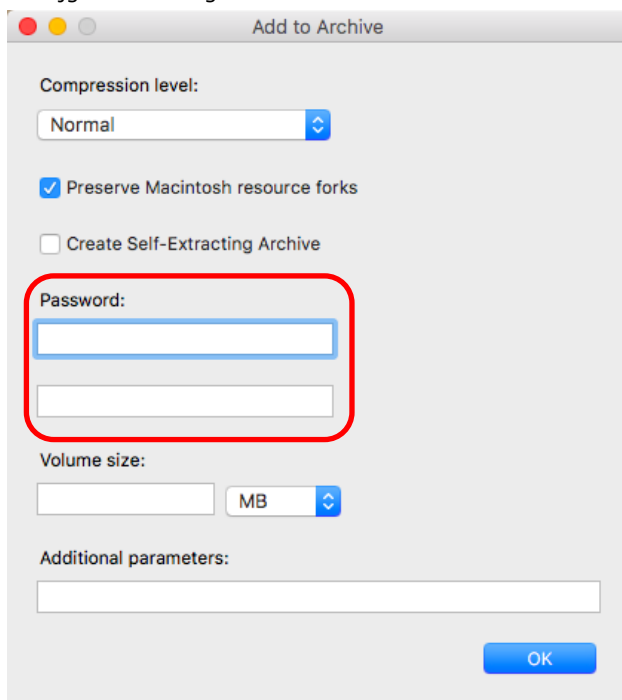 Add to Archive
Compression level:
Normal
Preserve Macintosh resource forks
Create Self-Extracting Archive
Password:
Volume size:
MB
Additional parameters:
OK